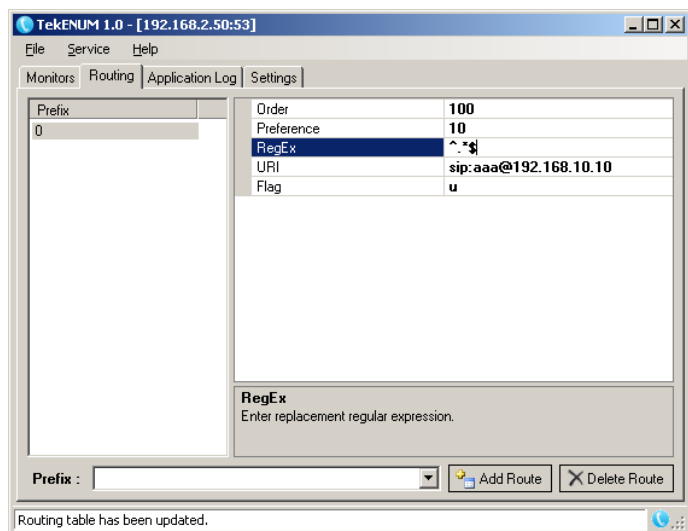 TekENUM 1.0 - [192.168.2.50:53]
File Service Help
Monitors Routing Application Log Settings
Prefix
0
Order 100
Preference 10
RegEx ^.*$
URI sip:aaa@192.168.10.10
Flag u
RegEx
Enter replacement regular expression.
Prefix : Add Route Delete Route
Routing table has been updated.